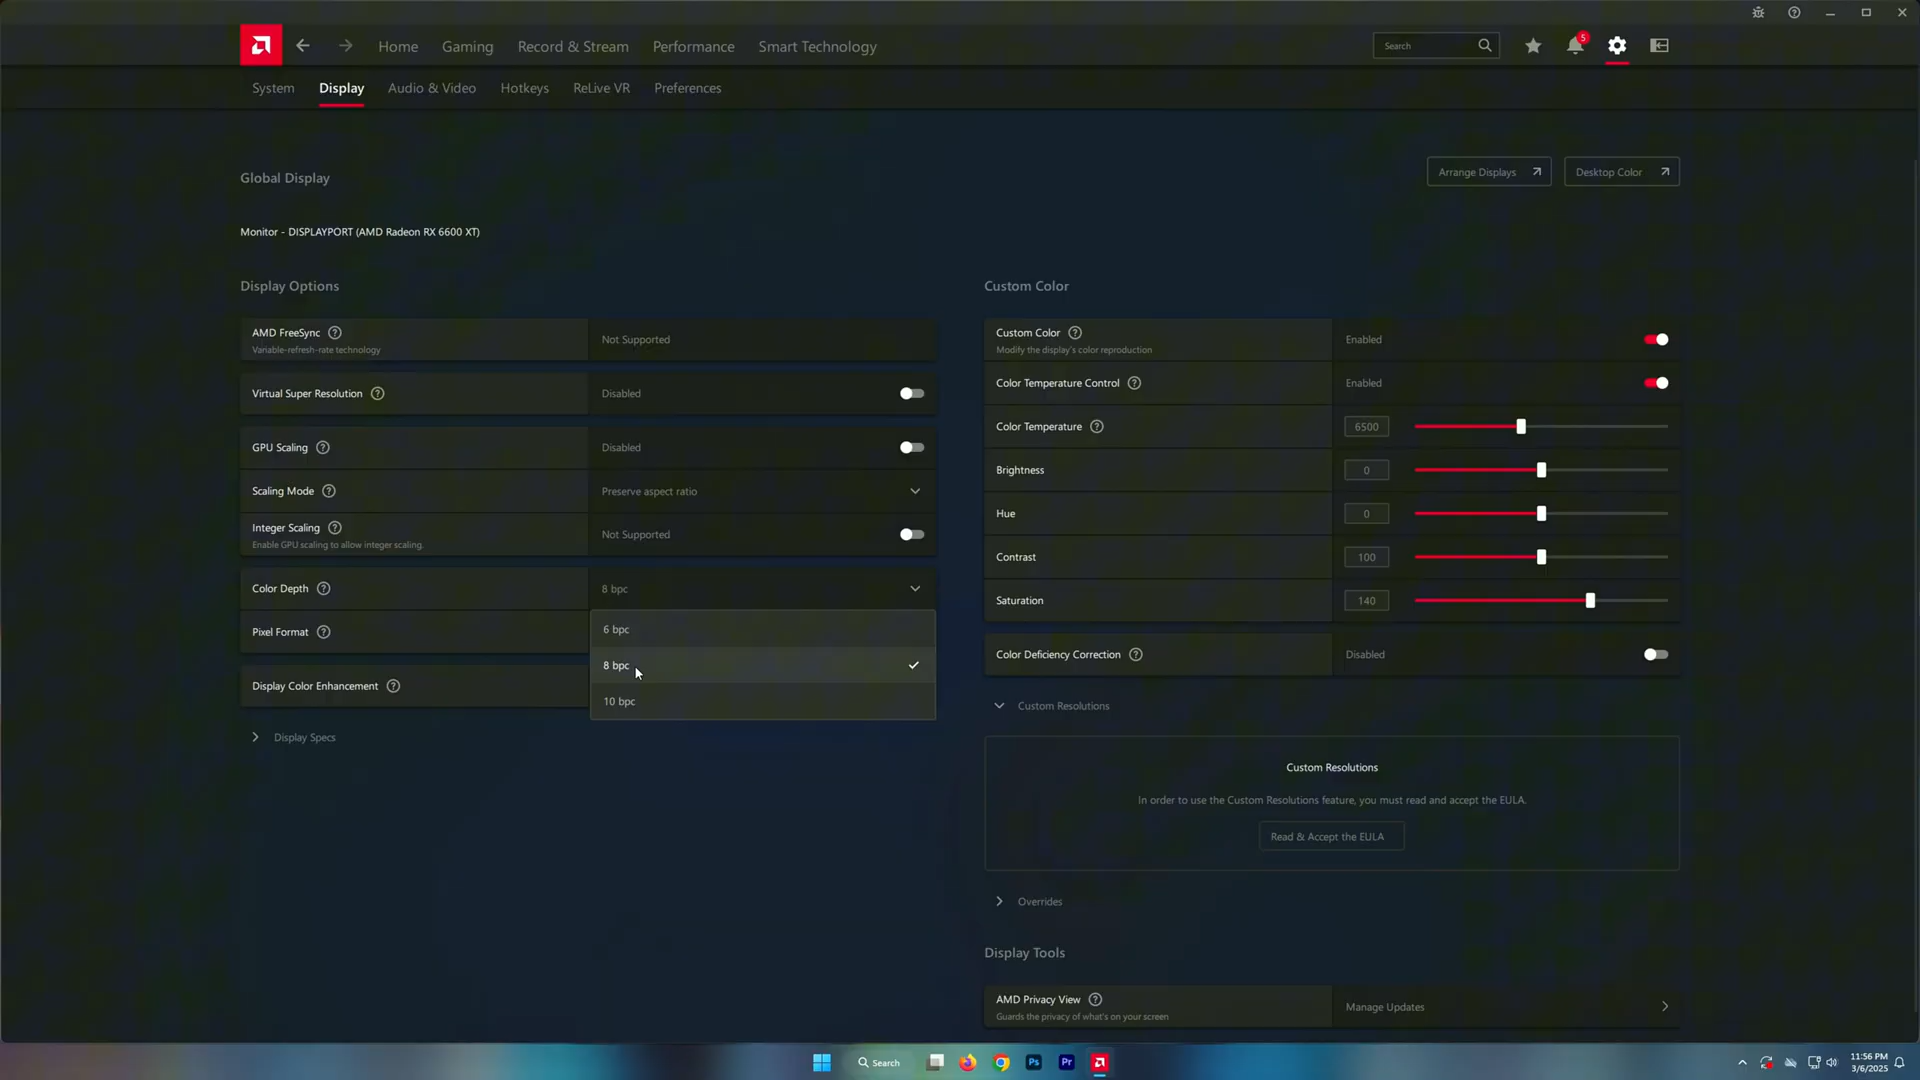 Home Gaming Record & Stream Performance Smart Technology Search 5
System Display Audio & Video Hotkeys ReLive VR Preferences
Global Display
Arrange Displays Desktop Color
Monitor - DISPLAYPORT (AMD Radeon RX 6600 XT)
Display Options
AMD FreeSync Not Supported
Variable-refresh-rate technology
Virtual Super Resolution Disabled
GPU Scaling Disabled
Scaling Mode Preserve aspect ratio
Integer Scaling Not Supported
Enable GPU scaling to allow integer scaling.
Color Depth 8 bpc
6 bpc
Pixel Format
8 bpc
Display Color Enhancement
10 bpc
Display Specs
Custom Color
Custom Color Enabled
Modify the display's color reproduction
Color Temperature Control Enabled
Color Temperature 6500
Brightness 0
Hue 0
Contrast 100
Saturation 140
Color Deficiency Correction Disabled
Custom Resolutions
Custom Resolutions
In order to use the Custom Resolutions feature, you must read and accept the EULA.
Read & Accept the EULA
Overrides
Display Tools
AMD Privacy View Manage Updates
Guards the privacy of what's on your screen
Search Ps Pr 11:56 PM
3/6/2025